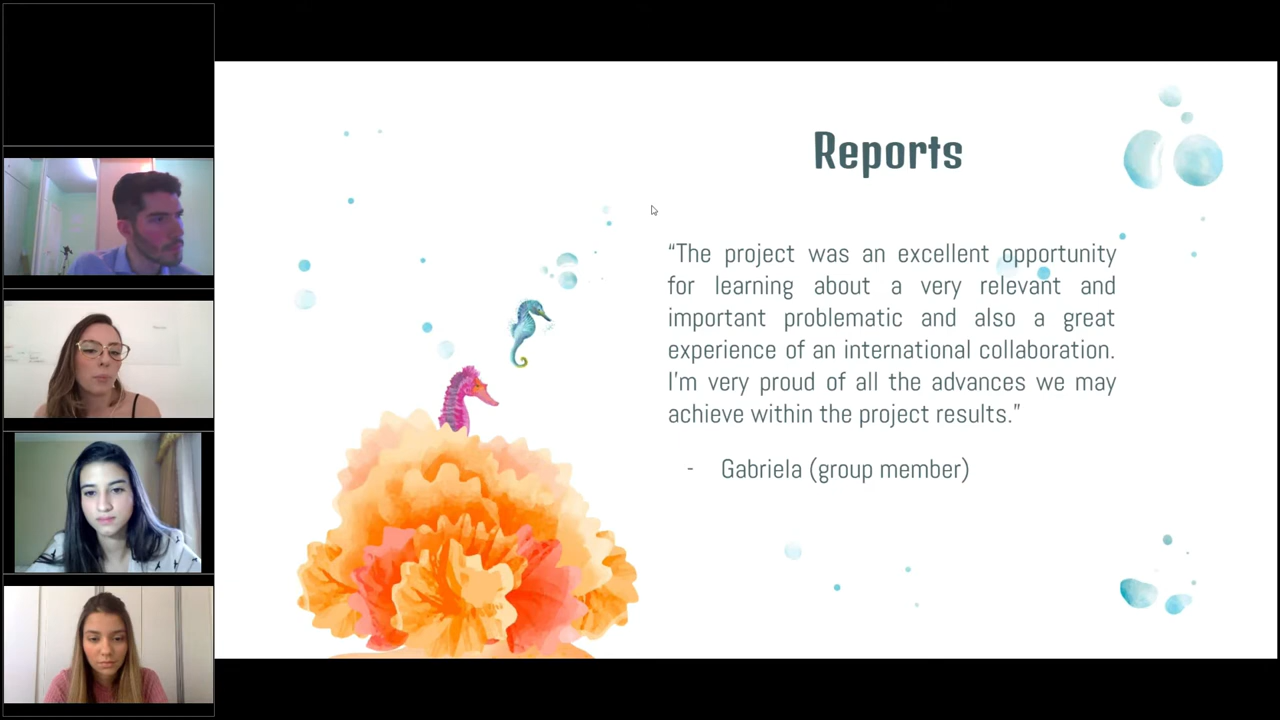 Reports
“The project was an excellent opportunity
for learning about a very relevant and
important problematic and also a great
experience of an international collaboration.
I’m very proud of all the advances we may
achieve within the project results.”
- Gabriela (group member)